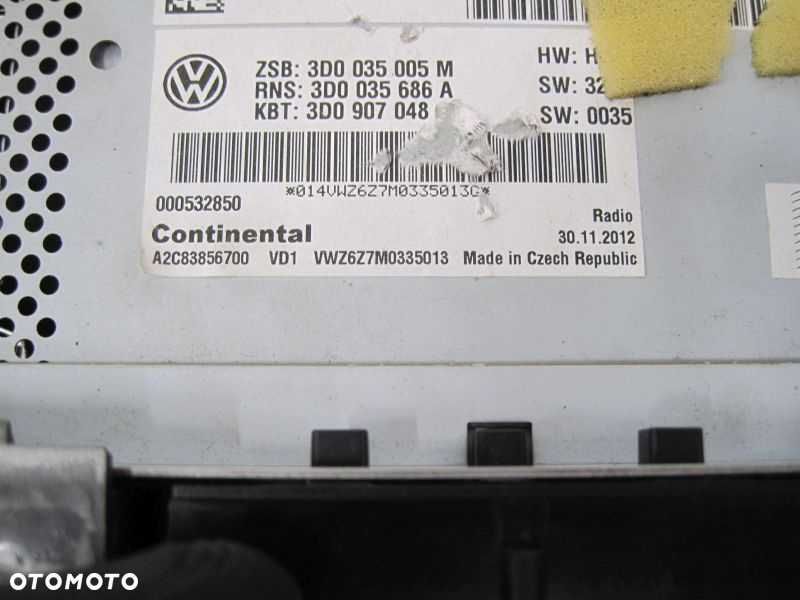 ZSB: 3D0 035 005 M
HW: H
RNS: 3D0 035 686 A
SW: 32
KBT: 3D0 907 048
SW: 0035
*014VWZ6Z7M0335013G*
000532850
Radio
Continental
30.11.2012
A2C83856700 VD1 VWZ6Z7M0335013 Made in Czech Republic
OTOMOTO